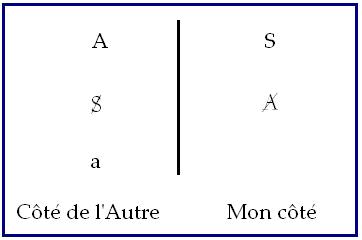 A S
$ A̸
a
Côté de l'Autre Mon côté